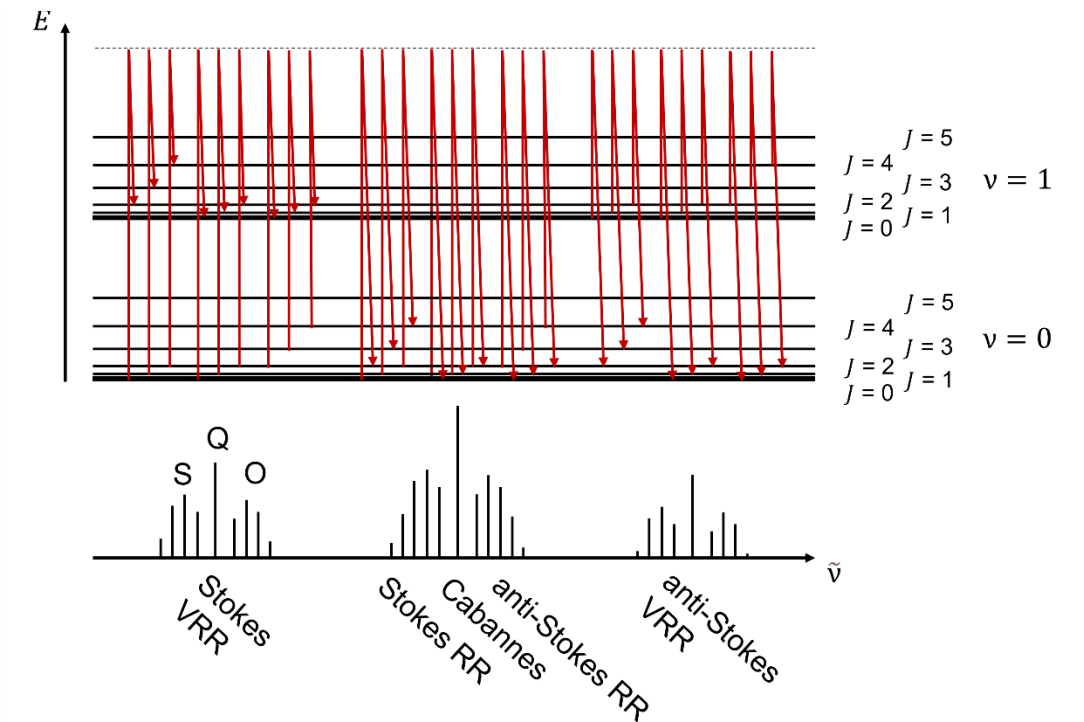 E
J = 5
J = 4
J = 3
ν = 1
J = 2
J = 1
J = 0
J = 5
J = 4
J = 3
ν = 0
J = 2
J = 1
J = 0
Q
S
O
ν̃
Stokes
VRR
Stokes RR
Cabannes
anti-Stokes RR
anti-Stokes
VRR